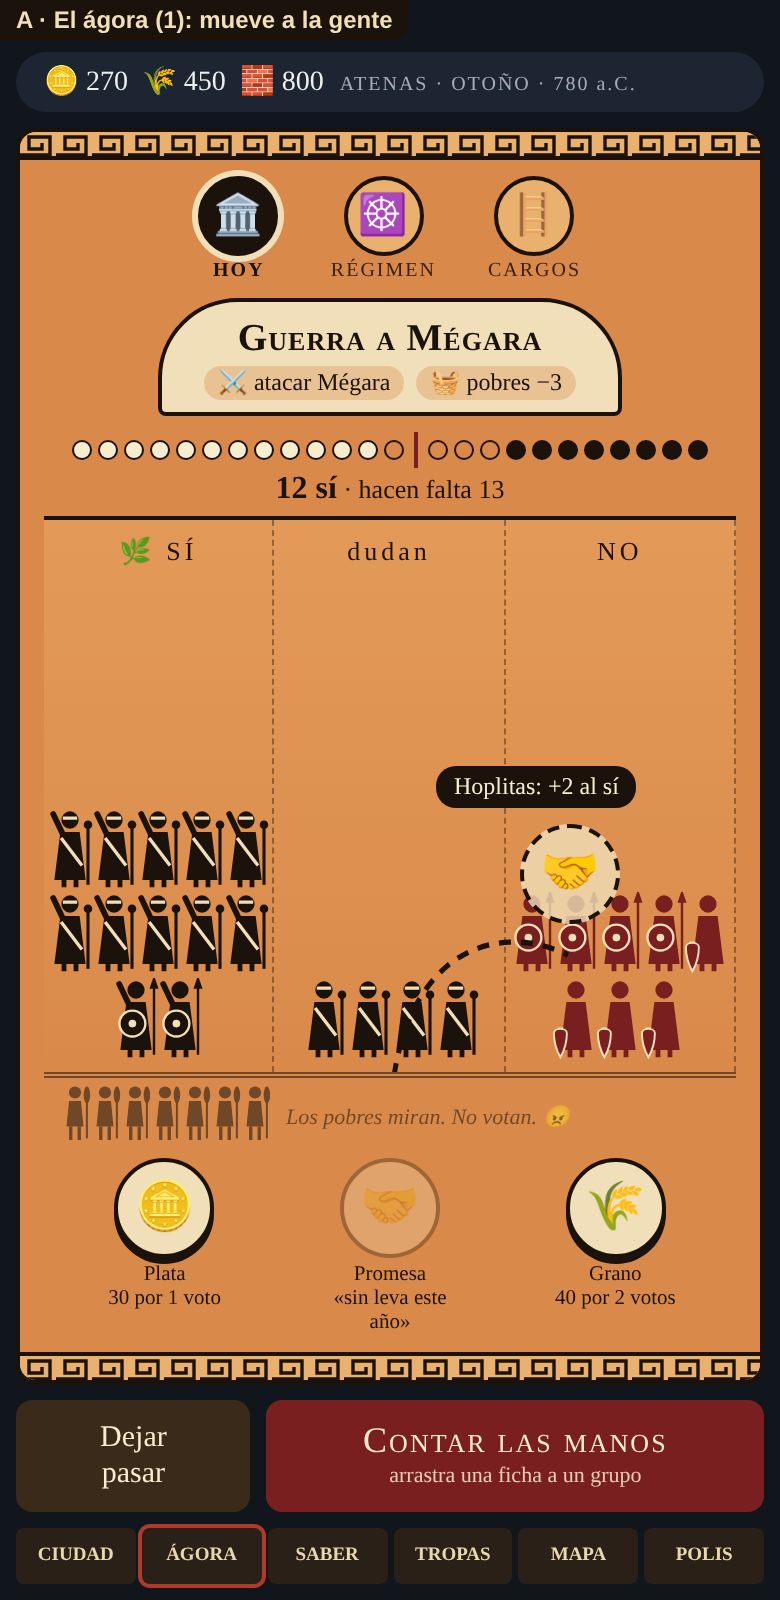 A · El ágora (1): mueve a la gente
270 450 800 ATENAS · OTOÑO · 780 a.C.
HOY RÉGIMEN CARGOS
Guerra a Mégara
atacar Mégara pobres −3
12 sí · hacen falta 13
SÍ dudan NO
Hoplitas: +2 al sí
Los pobres miran. No votan.
Plata
30 por 1 voto
Promesa
«sin leva este
año»
Grano
40 por 2 votos
Dejar
pasar
Contar las manos
arrastra una ficha a un grupo
CIUDAD ÁGORA SABER TROPAS MAPA POLIS